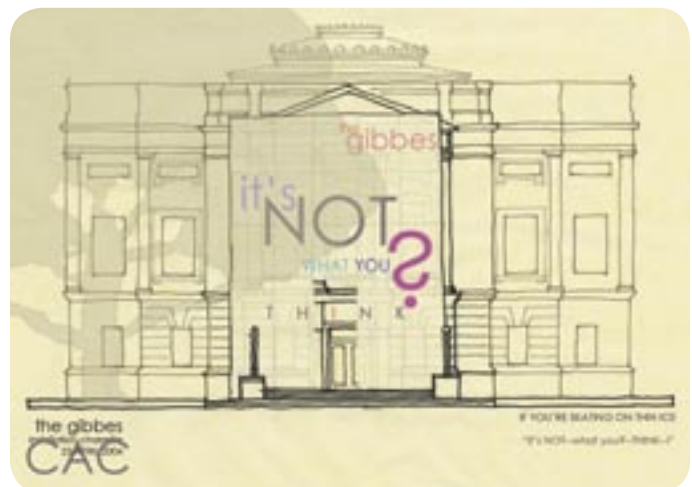 the
gibbes
it's
NOT
WHAT YOU
?
T H I N K
the gibbes
CAC
IF YOU'RE SKATING ON THIN ICE
"it's NOT--what you?--THINK--!"